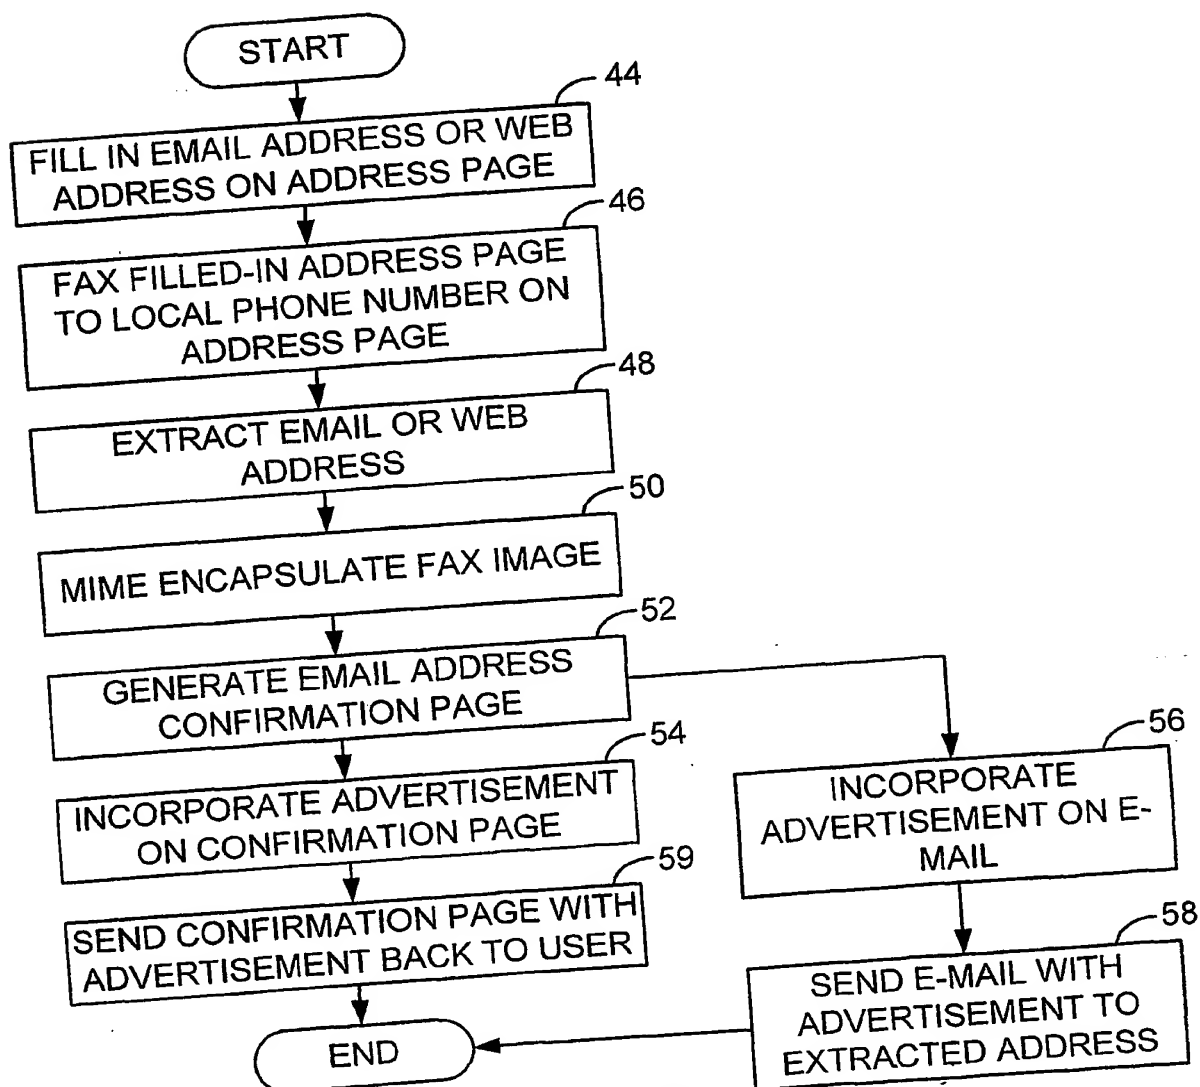 START
44
FILL IN EMAIL ADDRESS OR WEB
ADDRESS ON ADDRESS PAGE
46
FAX FILLED-IN ADDRESS PAGE
TO LOCAL PHONE NUMBER ON
ADDRESS PAGE
48
EXTRACT EMAIL OR WEB
ADDRESS
50
MIME ENCAPSULATE FAX IMAGE
52
GENERATE EMAIL ADDRESS
CONFIRMATION PAGE
54
INCORPORATE ADVERTISEMENT
ON CONFIRMATION PAGE
59
SEND CONFIRMATION PAGE WITH
ADVERTISEMENT BACK TO USER
56
INCORPORATE
ADVERTISEMENT ON E-
MAIL
58
SEND E-MAIL WITH
ADVERTISEMENT TO
EXTRACTED ADDRESS
END